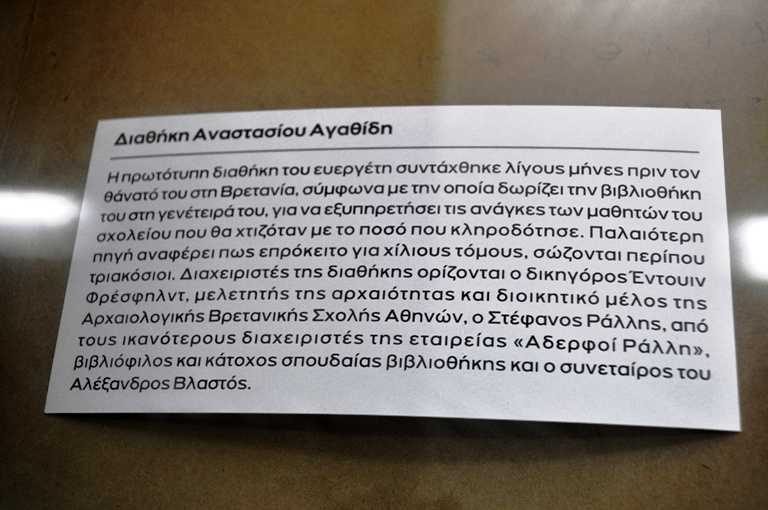 Διαθήκη Αναστασίου Αγαθίδη
Η πρωτότυπη διαθήκη του ευεργέτη συντάχθηκε λίγους μήνες πριν τον
θάνατό του στη Βρετανία, σύμφωνα με την οποία δωρίζει την βιβλιοθήκη
του στη γενέτειρά του, για να εξυπηρετήσει τις ανάγκες των μαθητών του
σχολείου που θα χτιζόταν με το ποσό που κληροδότησε. Παλαιότερη
πηγή αναφέρει πως επρόκειτο για χίλιους τόμους, σώζονται περίπου
τριακόσιοι. Διαχειριστές της διαθήκης ορίζονται ο δικηγόρος Έντουιν
Φρέσφηλντ, μελετητής της αρχαιότητας και διοικητικό μέλος της
Αρχαιολογικής Βρετανικής Σχολής Αθηνών, ο Στέφανος Ράλλης, από
τους ικανότερους διαχειριστές της εταιρείας «Αδερφοί Ράλλη»,
βιβλιόφιλος και κάτοχος σπουδαίας βιβλιοθήκης και ο συνεταίρος του
Αλέξανδρος Βλαστός.